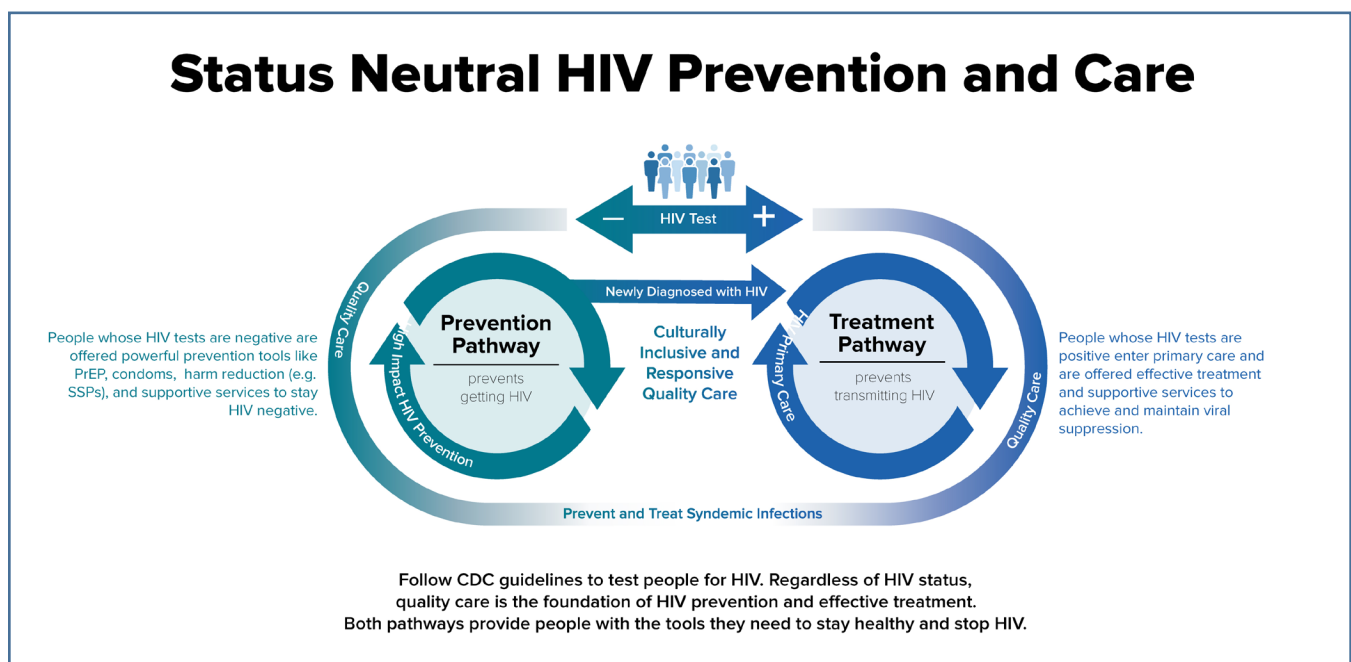 Status Neutral HIV Prevention and Care
− HIV Test +
Newly Diagnosed with HIV
Quality Care
High Impact HIV Prevention
Prevention
Pathway
prevents
getting HIV
Culturally
Inclusive and
Responsive
Quality Care
HIV Primary Care
Treatment
Pathway
prevents
transmitting HIV
Quality Care
People whose HIV tests are negative are
offered powerful prevention tools like
PrEP, condoms, harm reduction (e.g.
SSPs), and supportive services to stay
HIV negative.
People whose HIV tests are
positive enter primary care and
are offered effective treatment
and supportive services to
achieve and maintain viral
suppression.
Prevent and Treat Syndemic Infections
Follow CDC guidelines to test people for HIV. Regardless of HIV status,
quality care is the foundation of HIV prevention and effective treatment.
Both pathways provide people with the tools they need to stay healthy and stop HIV.